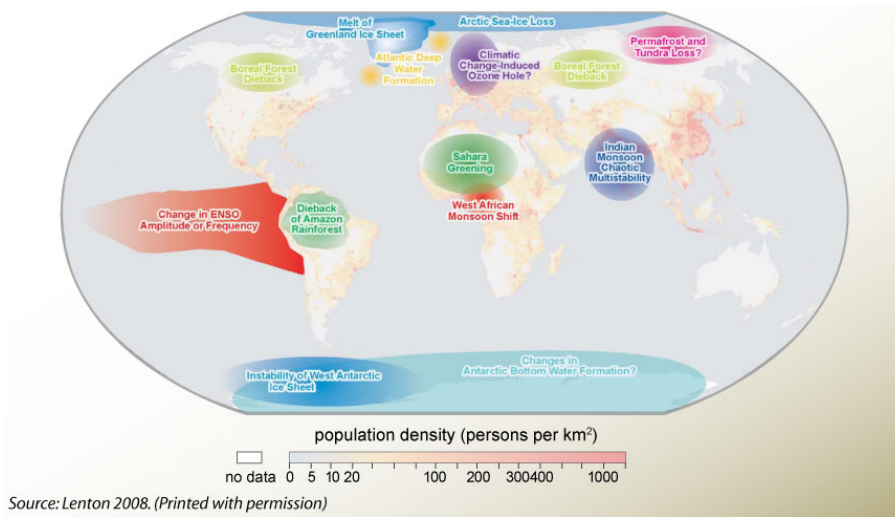 Melt of
Greenland Ice Sheet
Arctic Sea-Ice Loss
Atlantic Deep
Water
Formation
Climatic
Change-Induced
Ozone Hole?
Permafrost and
Tundra Loss?
Boreal Forest
Dieback
Boreal Forest
Dieback
Sahara
Greening
Indian
Monsoon
Chaotic
Multistability
West African
Monsoon Shift
Change in ENSO
Amplitude or Frequency
Dieback
of Amazon
Rainforest
Instability of West Antarctic
Ice Sheet
Changes in
Antarctic Bottom Water Formation?
population density (persons per km²)
no data
0 5 10 20 100 200 300 400 1000
Source: Lenton 2008. (Printed with permission)